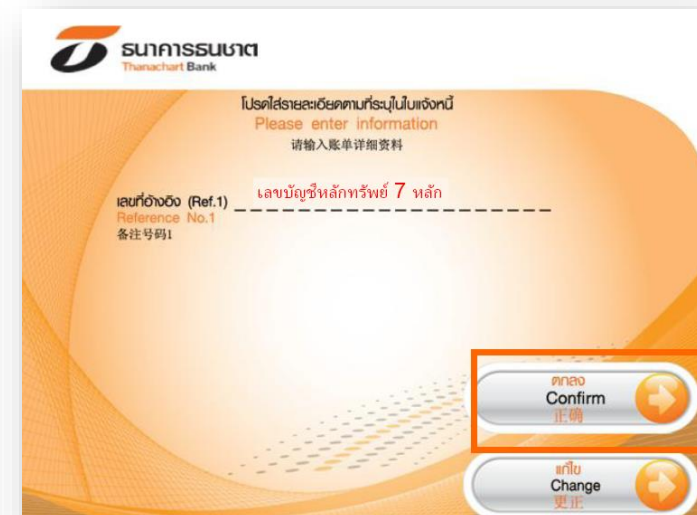 ธนาคารธนชาต
Thanachart Bank
โปรดใส่รายละเอียดตามที่ระบุในใบแจ้งหนี้
Please enter information
请输入账单详细资料
เลขที่อ้างอิง (Ref.1) เลขบัญชีหลักทรัพย์ 7 หลัก
Reference No.1
备注号码1
ตกลง
Confirm
正确
แก้ไข
Change
更正